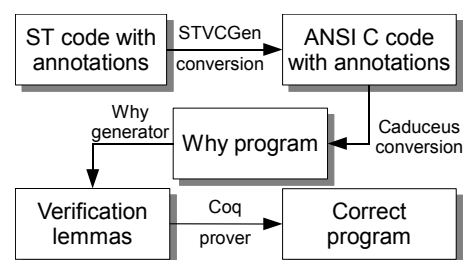 ST code with
annotations
STVCGen
conversion
ANSI C code
with annotations
Why
generator
Why program
Caduceus
conversion
Verification
lemmas
Coq
prover
Correct
program